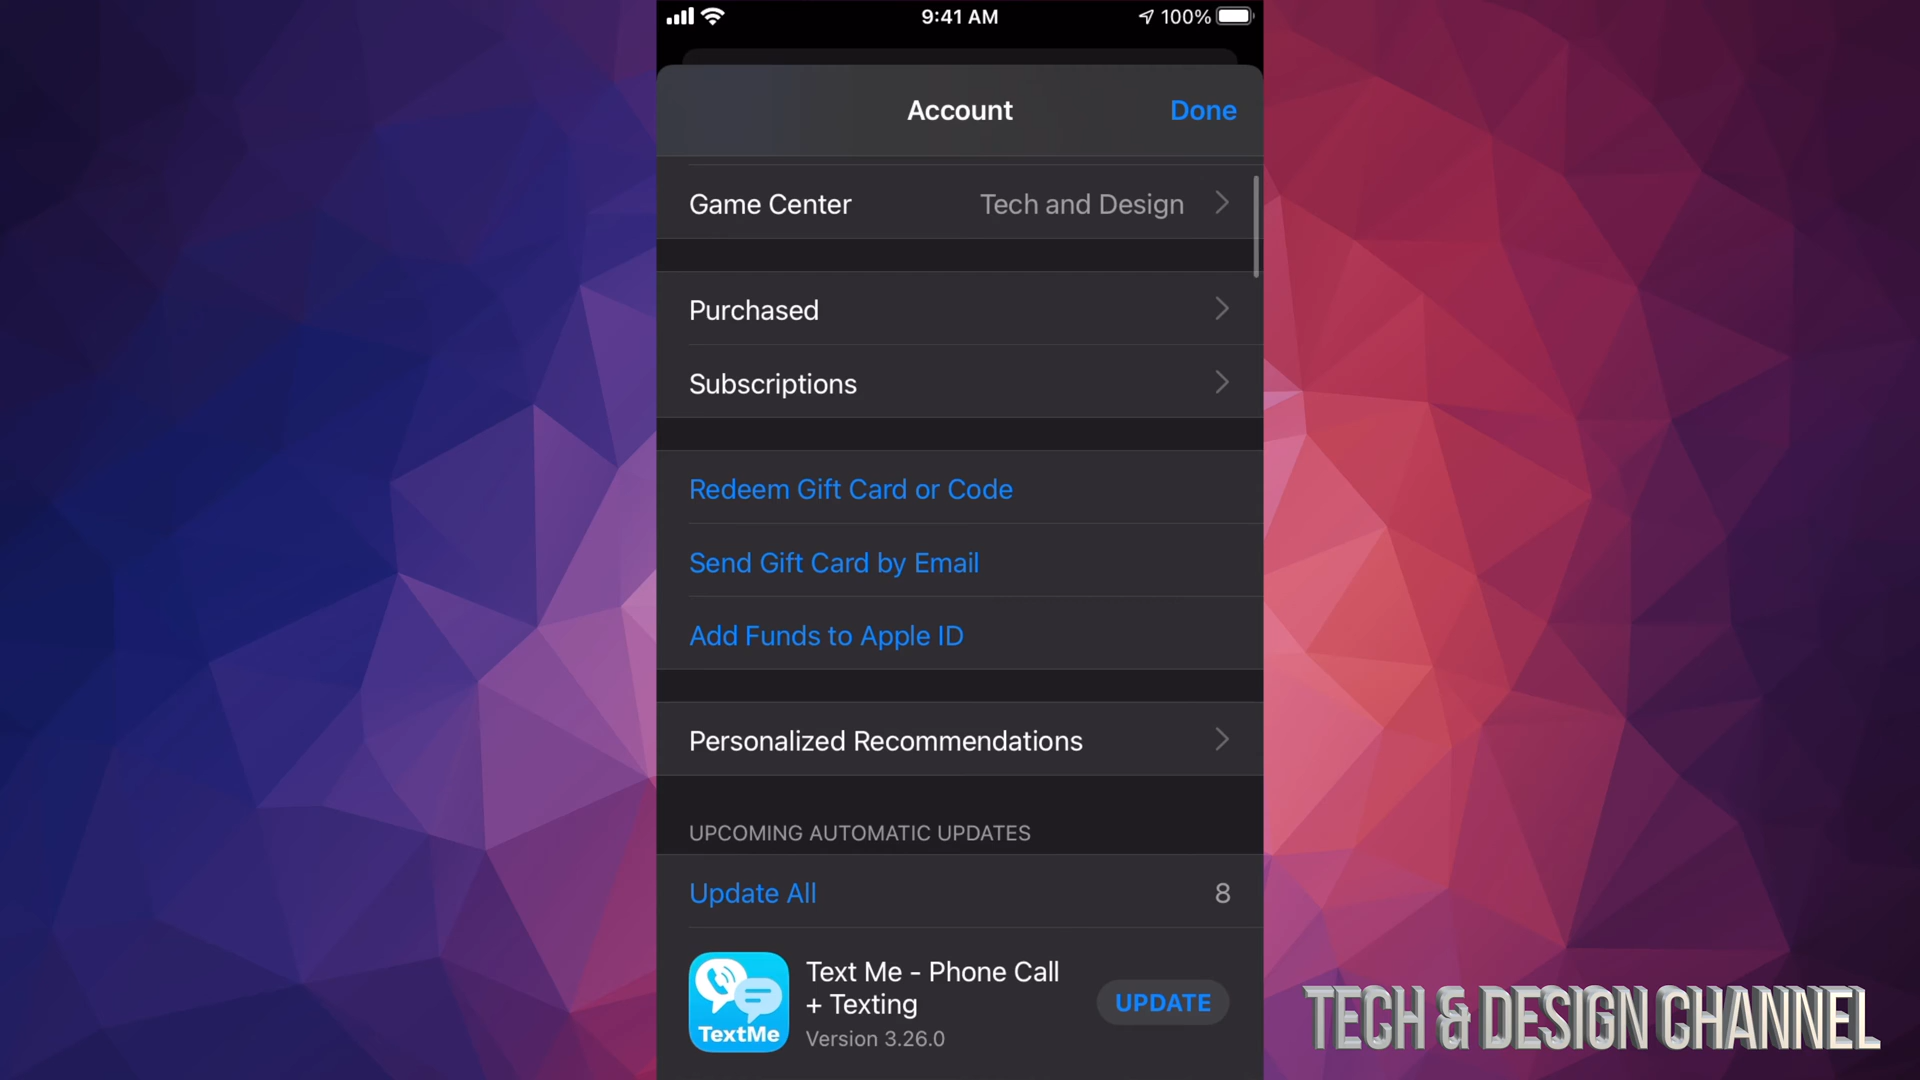 9:41 AM
100%
Account
Done
Game Center
Tech and Design
Purchased
Subscriptions
Redeem Gift Card or Code
Send Gift Card by Email
Add Funds to Apple ID
Personalized Recommendations
UPCOMING AUTOMATIC UPDATES
Update All
8
TextMe
Text Me - Phone Call
+ Texting
Version 3.26.0
UPDATE
TECH & DESIGN CHANNEL